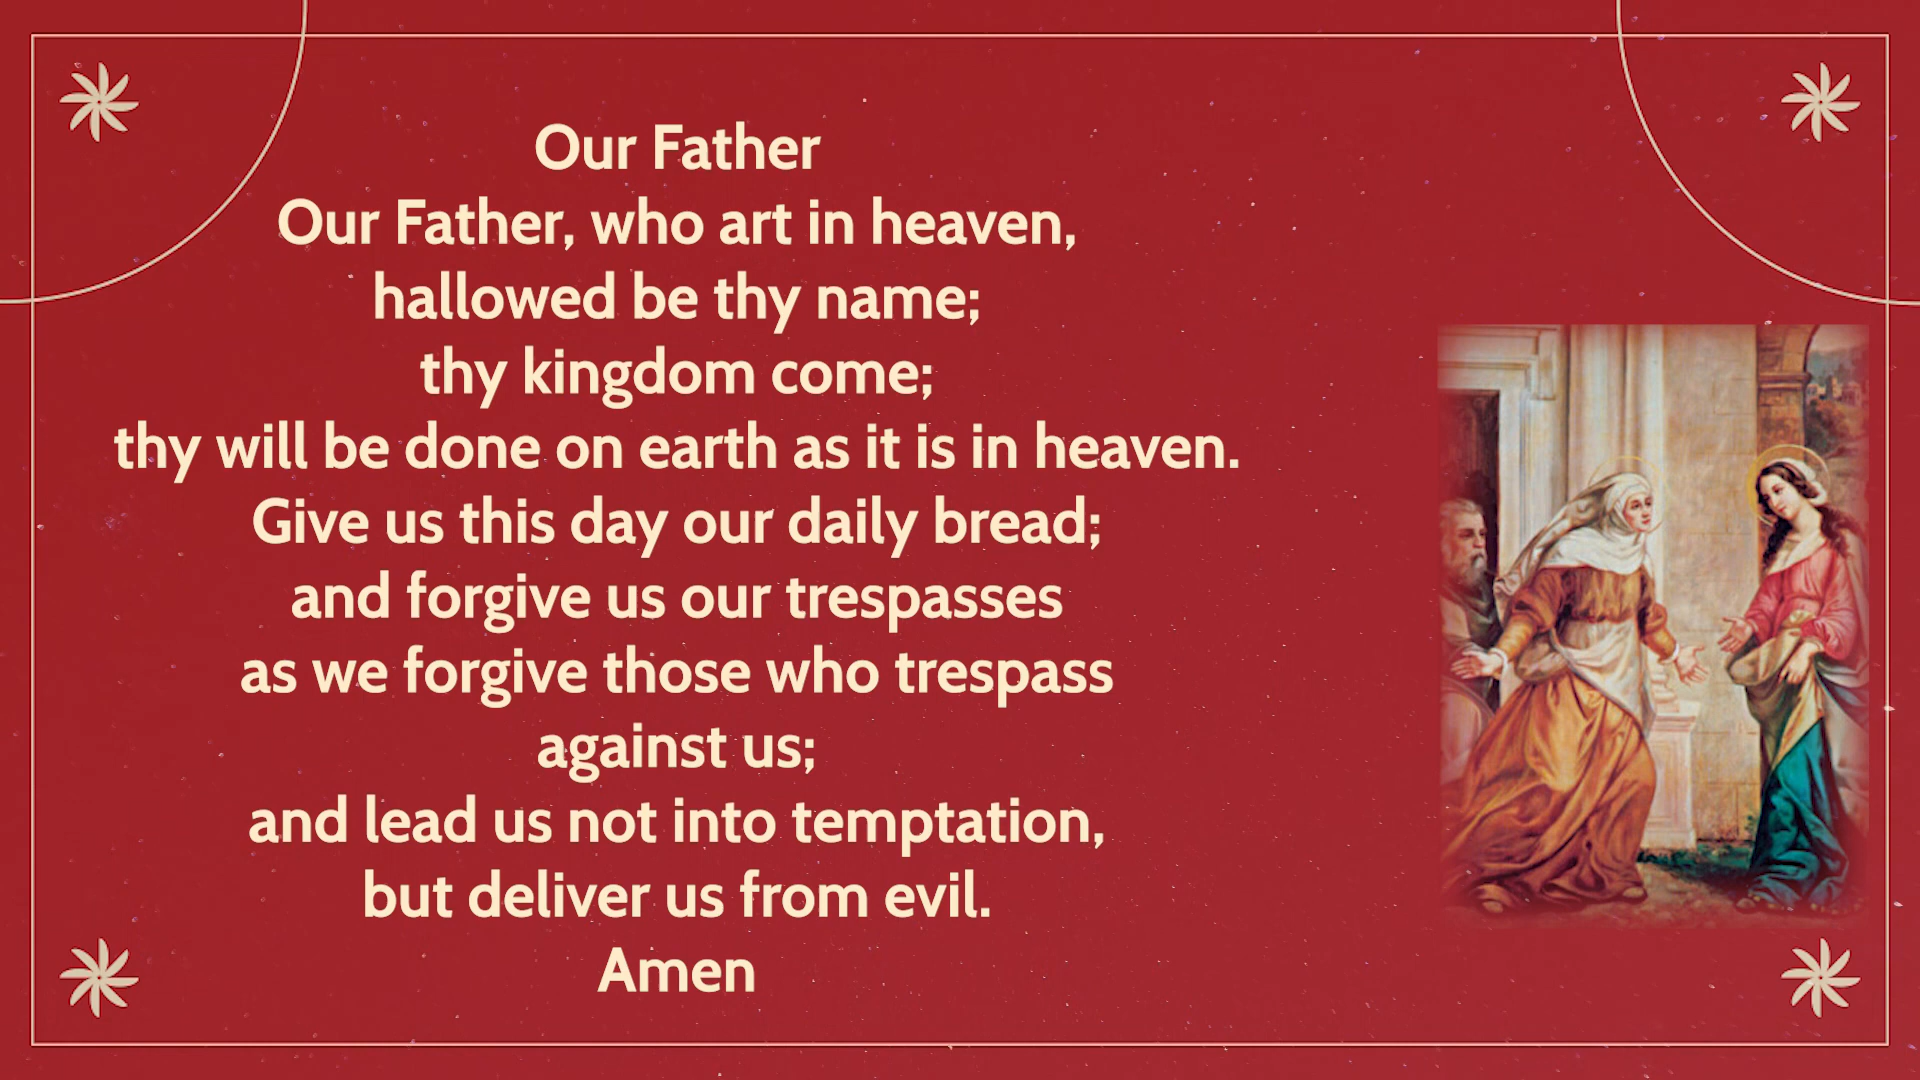 Our Father
Our Father, who art in heaven,
hallowed be thy name;
thy kingdom come;
thy will be done on earth as it is in heaven.
Give us this day our daily bread;
and forgive us our trespasses
as we forgive those who trespass
against us;
and lead us not into temptation,
but deliver us from evil.
Amen